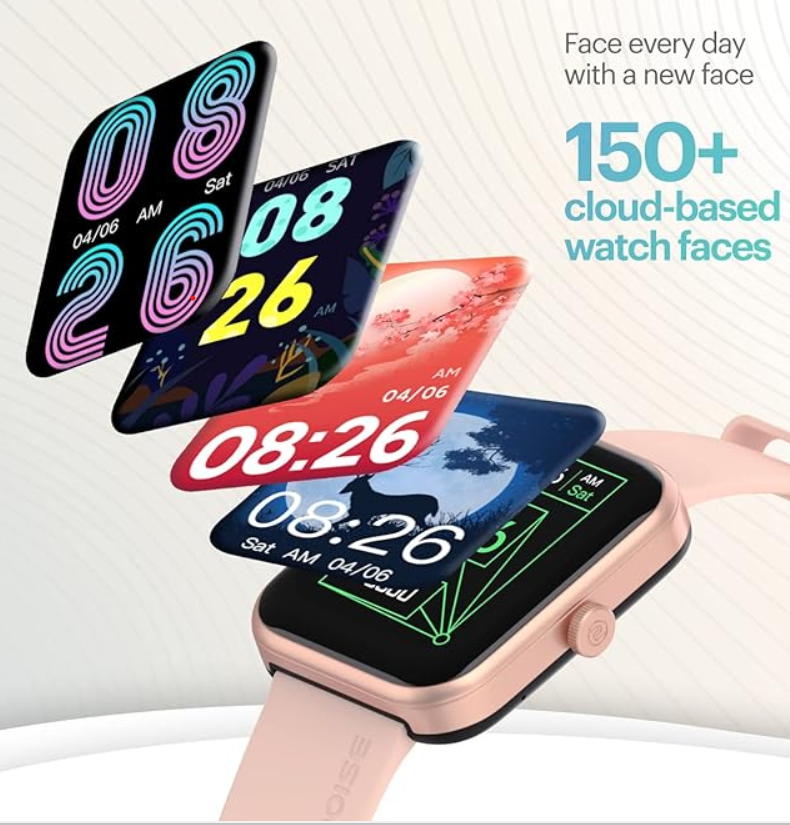 Face every day
with a new face
150+
cloud-based
watch faces
08
Sat
AM
04/06
26
04/06 SAT
08
26
AM
AM
04/06
08:26
08:26
Sat AM 04/06
AM
Sat
NOISE